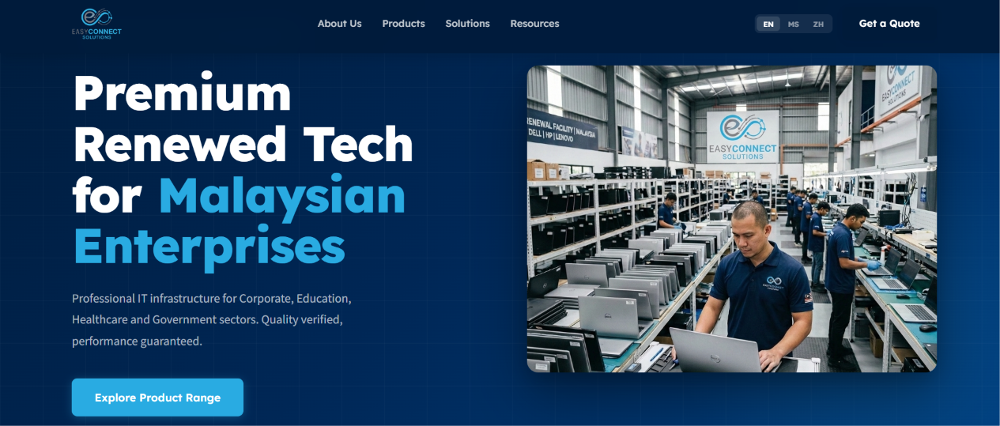 EASYCONNECT
SOLUTIONS
About Us
Products
Solutions
Resources
EN
MS
ZH
Get a Quote
Premium
Renewed Tech
for Malaysian
Enterprises
Professional IT infrastructure for Corporate, Education,
Healthcare and Government sectors. Quality verified,
performance guaranteed.
Explore Product Range
RENEWAL FACILITY | MALAYSIA
DELL | HP | LENOVO
EASYCONNECT
SOLUTIONS
EASYCONNECT
SOLUTIONS
EASYCONNECT